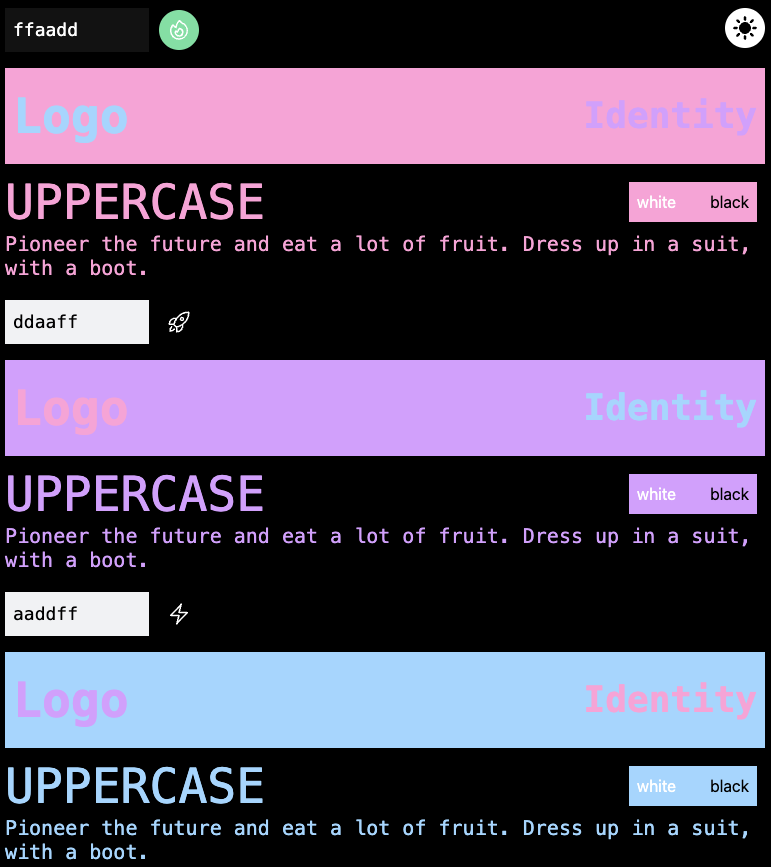 ffaadd
Logo Identity
UPPERCASE white black
Pioneer the future and eat a lot of fruit. Dress up in a suit,
with a boot.
ddaaff
Logo Identity
UPPERCASE white black
Pioneer the future and eat a lot of fruit. Dress up in a suit,
with a boot.
aaddff
Logo Identity
UPPERCASE white black
Pioneer the future and eat a lot of fruit. Dress up in a suit,
with a boot.